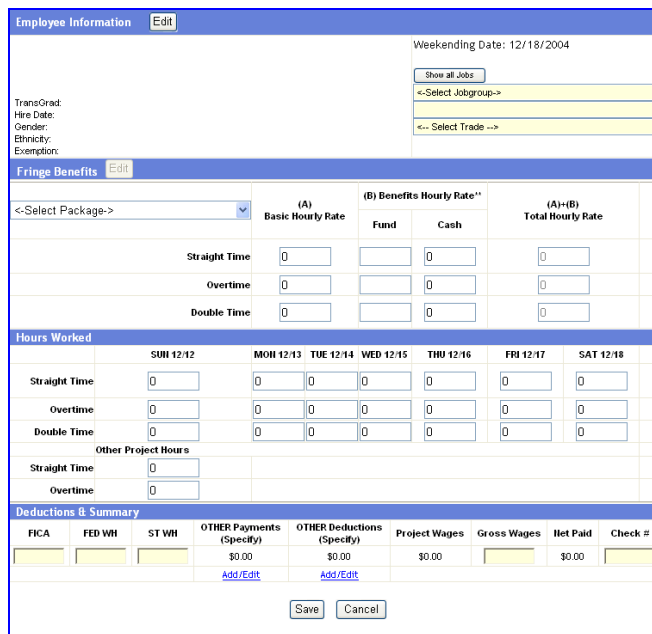 Employee Information Edit
Weekending Date: 12/18/2004
Show all Jobs
<-Select Jobgroup->
TransGrad:
Hire Date:
Gender: <-- Select Trade -->
Ethnicity:
Exemption:
Fringe Benefits Edit
<-Select Package-> (A) Basic Hourly Rate (B) Benefits Hourly Rate** (A)+(B) Total Hourly Rate
Fund Cash
Straight Time 0 0 0
Overtime 0 0 0
Double Time 0 0 0
Hours Worked
SUN 12/12 MON 12/13 TUE 12/14 WED 12/15 THU 12/16 FRI 12/17 SAT 12/18
Straight Time 0 0 0 0 0 0 0
Overtime 0 0 0 0 0 0 0
Double Time 0 0 0 0 0 0 0
Other Project Hours
Straight Time 0
Overtime 0
Deductions & Summary
FICA FED WH ST WH OTHER Payments (Specify) OTHER Deductions (Specify) Project Wages Gross Wages Net Paid Check #
$0.00 $0.00 $0.00 $0.00
Add/Edit Add/Edit
Save Cancel